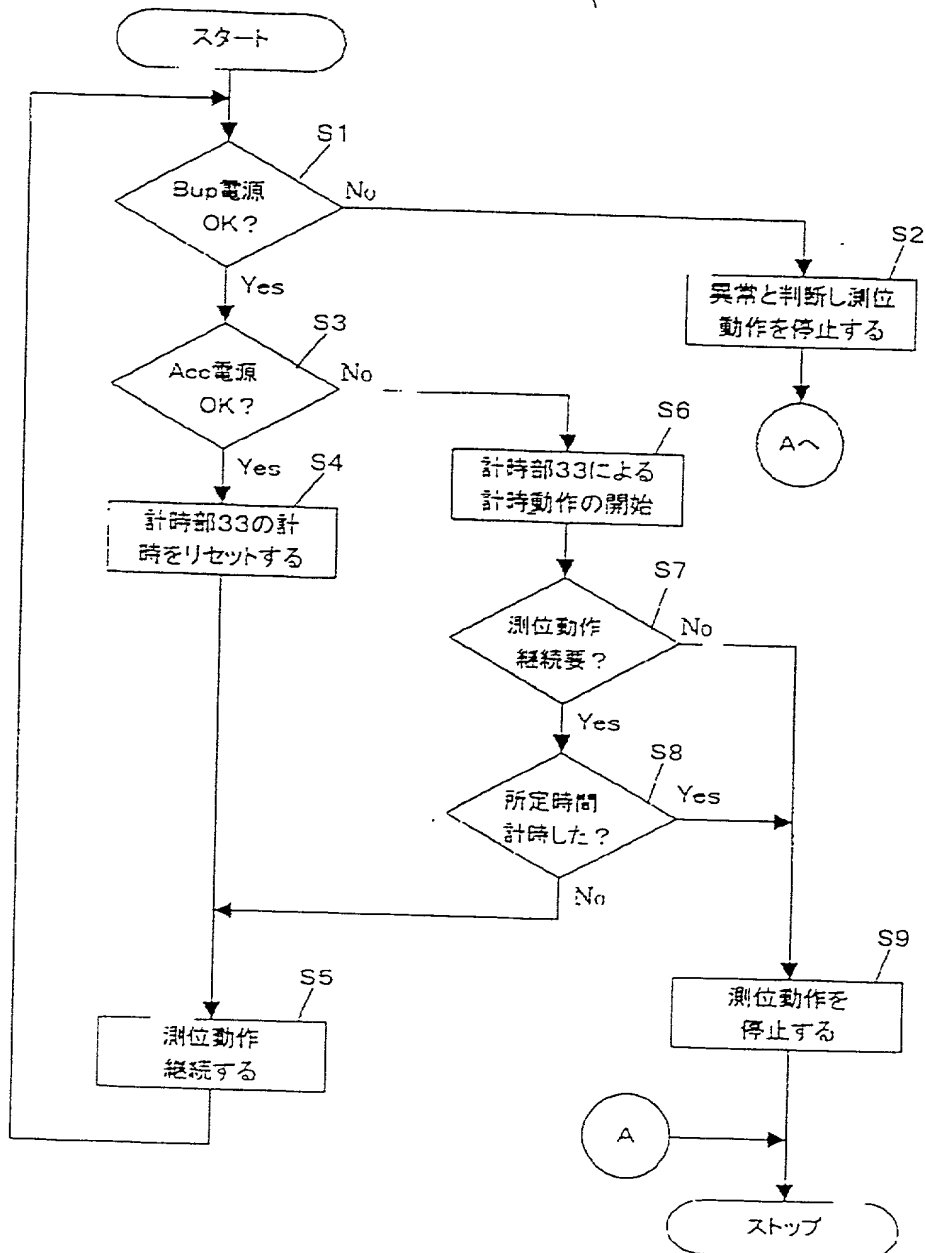 スタート
S1
Bup電源
OK?
No
Yes
S2
異常と判断し測位
動作を停止する
Aへ
S3
Acc電源
OK?
No
Yes
S4
計時部33の計
時をリセットする
S6
計時部33による
計時動作の開始
S7
測位動作
継続要?
No
Yes
S8
所定時間
計時した?
Yes
No
S5
測位動作
継続する
S9
測位動作を
停止する
A
ストップ